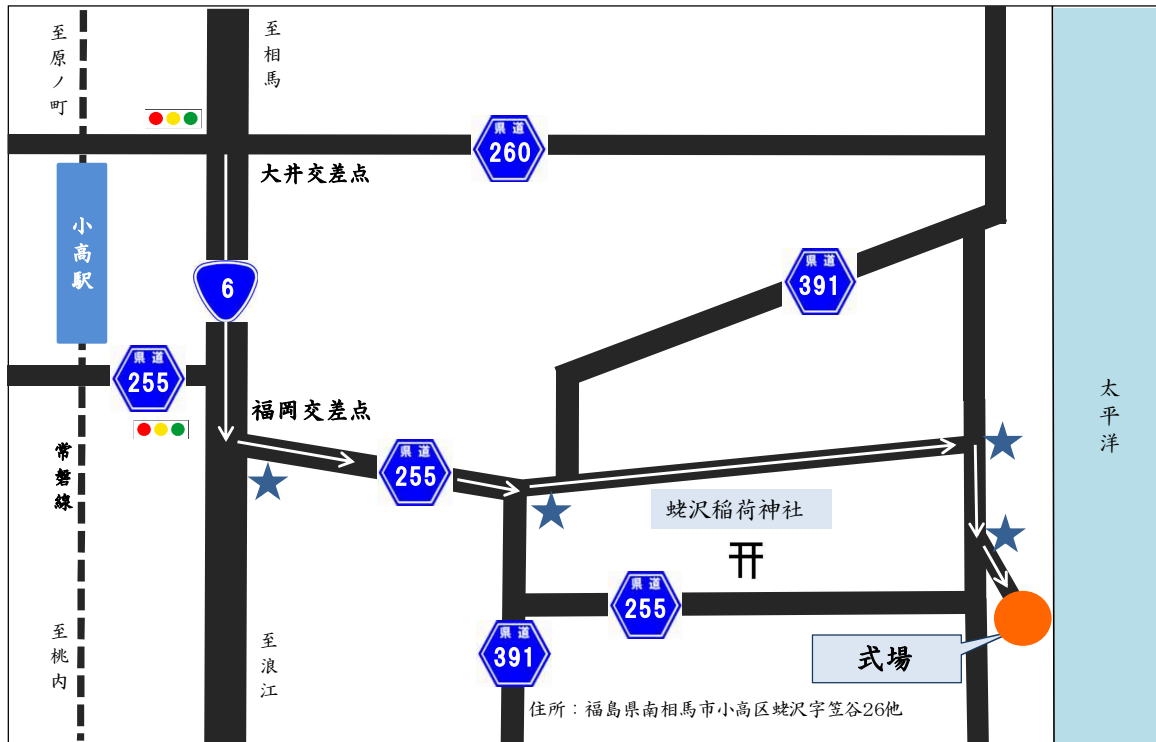 至原ノ町
至相馬
県道
260
大井交差点
小高駅
6
県道
391
県道
255
福岡交差点
太平洋
常磐線
県道
255
蛯沢稲荷神社
県道
255
県道
391
式場
至桃内
至浪江
住所：福島県南相馬市小高区蛯沢字笠谷26他